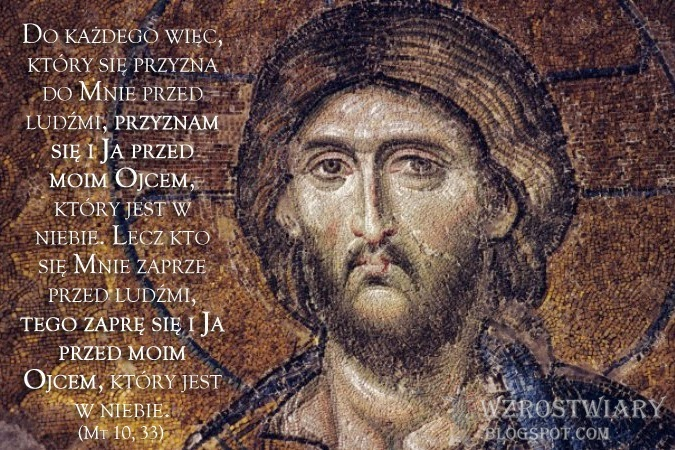 Do każdego więc,
który się przyzna
do Mnie przed
ludźmi, przyznam
się i Ja przed
moim Ojcem,
który jest w
niebie. Lecz kto
się Mnie zaprze
przed ludźmi,
tego zaprę się i Ja
przed moim
Ojcem, który jest
w niebie.
(Mt 10, 33)
WZROSTWIARY
BLOGSPOT.COM